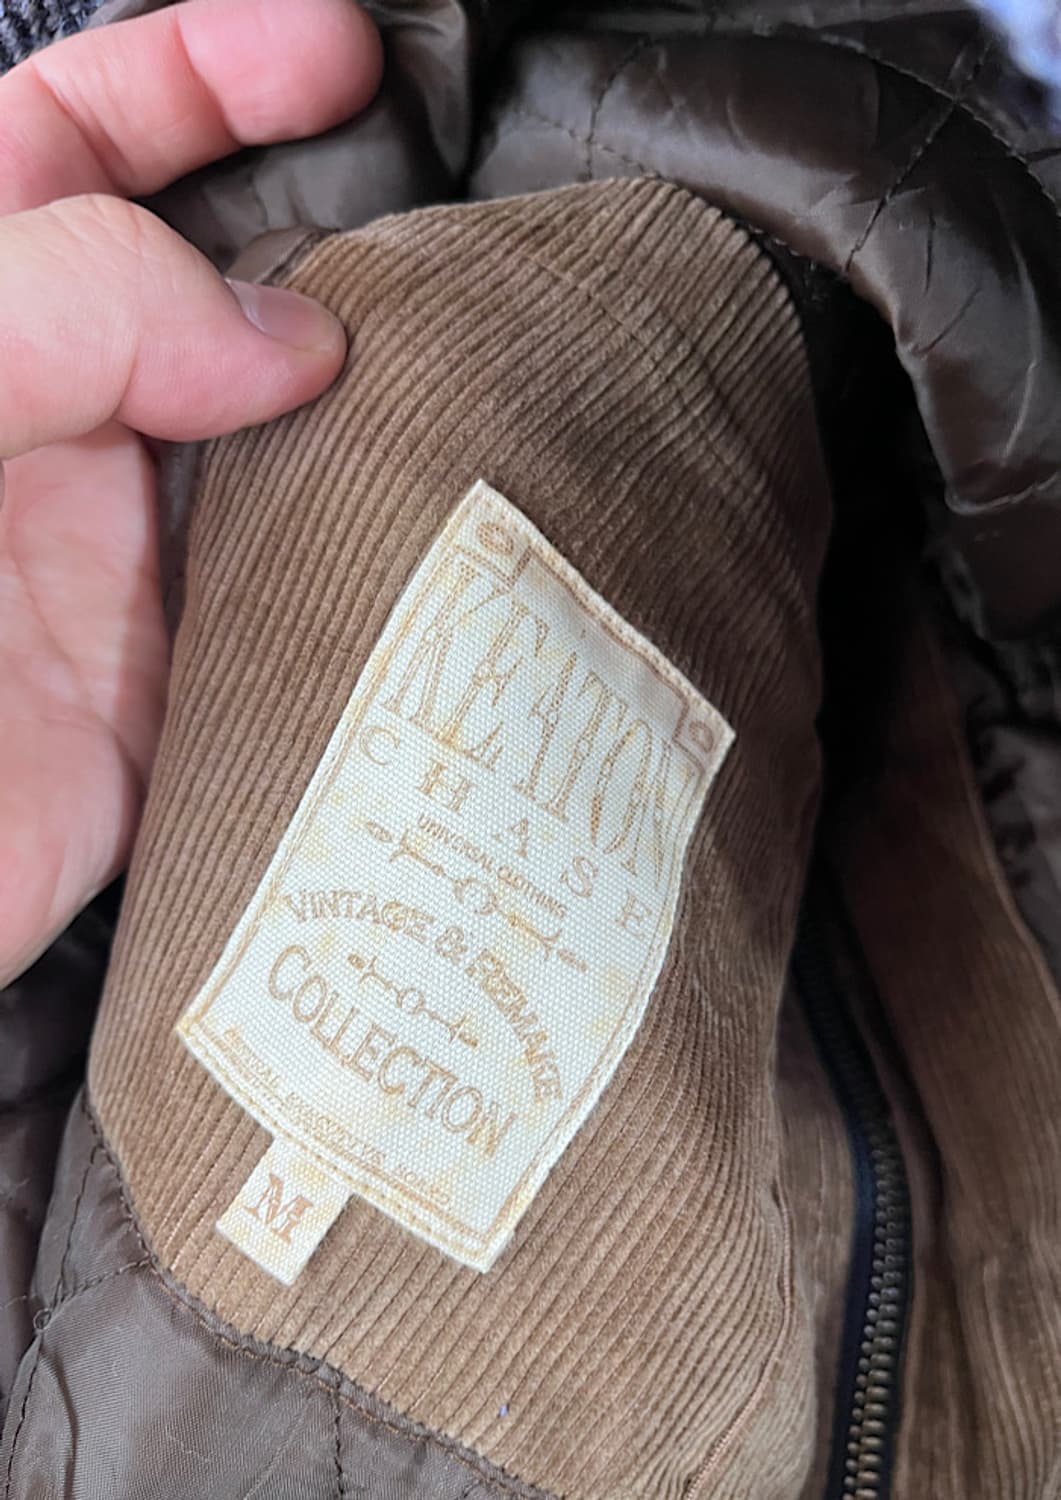 KEATON
CHASE
UNIVERSAL CLOTHING
VINTAGE & REMAKE
COLLECTION
M